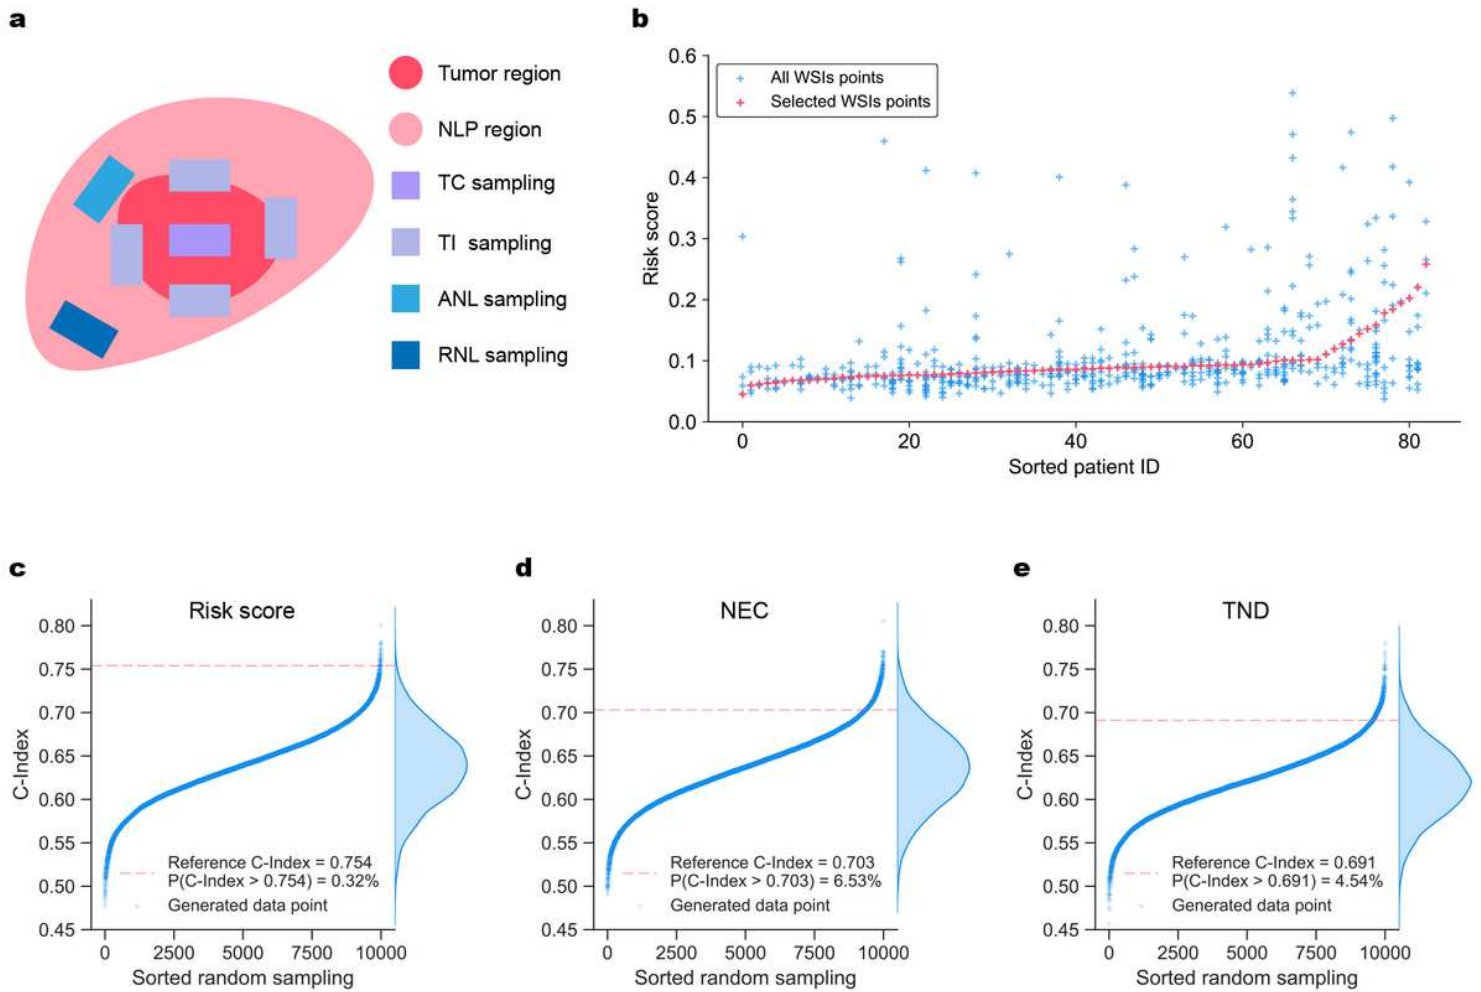 a
Tumor region
NLP region
TC sampling
TI sampling
ANL sampling
RNL sampling
b
0.6
0.5
0.4
0.3
0.2
0.1
0.0
Risk score
All WSIs points
Selected WSIs points
0 20 40 60 80
Sorted patient ID
c
Risk score
0.80
0.75
0.70
0.65
0.60
0.55
0.50
0.45
C-Index
Reference C-Index = 0.754
P(C-Index > 0.754) = 0.32%
Generated data point
0 2500 5000 7500 10000
Sorted random sampling
d
NEC
0.80
0.75
0.70
0.65
0.60
0.55
0.50
0.45
C-Index
Reference C-Index = 0.703
P(C-Index > 0.703) = 6.53%
Generated data point
0 2500 5000 7500 10000
Sorted random sampling
e
TND
0.80
0.75
0.70
0.65
0.60
0.55
0.50
0.45
C-Index
Reference C-Index = 0.691
P(C-Index > 0.691) = 4.54%
Generated data point
0 2500 5000 7500 10000
Sorted random sampling